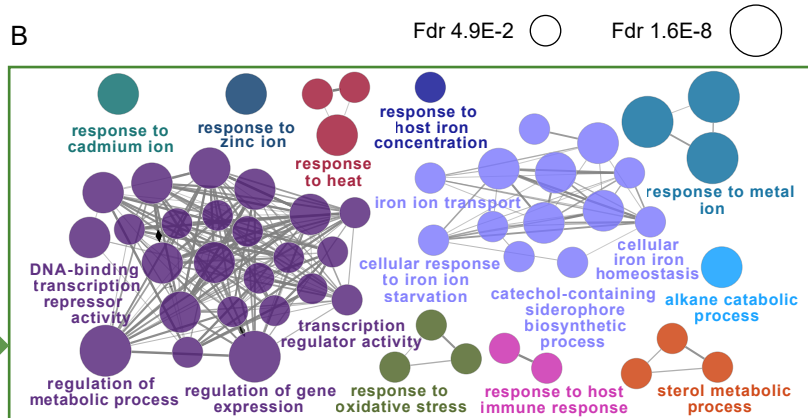 B
Fdr 4.9E-2
Fdr 1.6E-8
response to
cadmium ion
response to
zinc ion
response
to heat
response to
host iron
concentration
response to metal
ion
iron ion transport
DNA-binding
transcription
repressor
activity
cellular response
to iron ion
starvation
cellular
iron ion
homeostasis
catechol-containing
siderophore
biosynthetic
process
alkane catabolic
process
transcription
regulator activity
regulation of
metabolic process
regulation of gene
expression
response to
oxidative stress
response to host
immune response
sterol metabolic
process